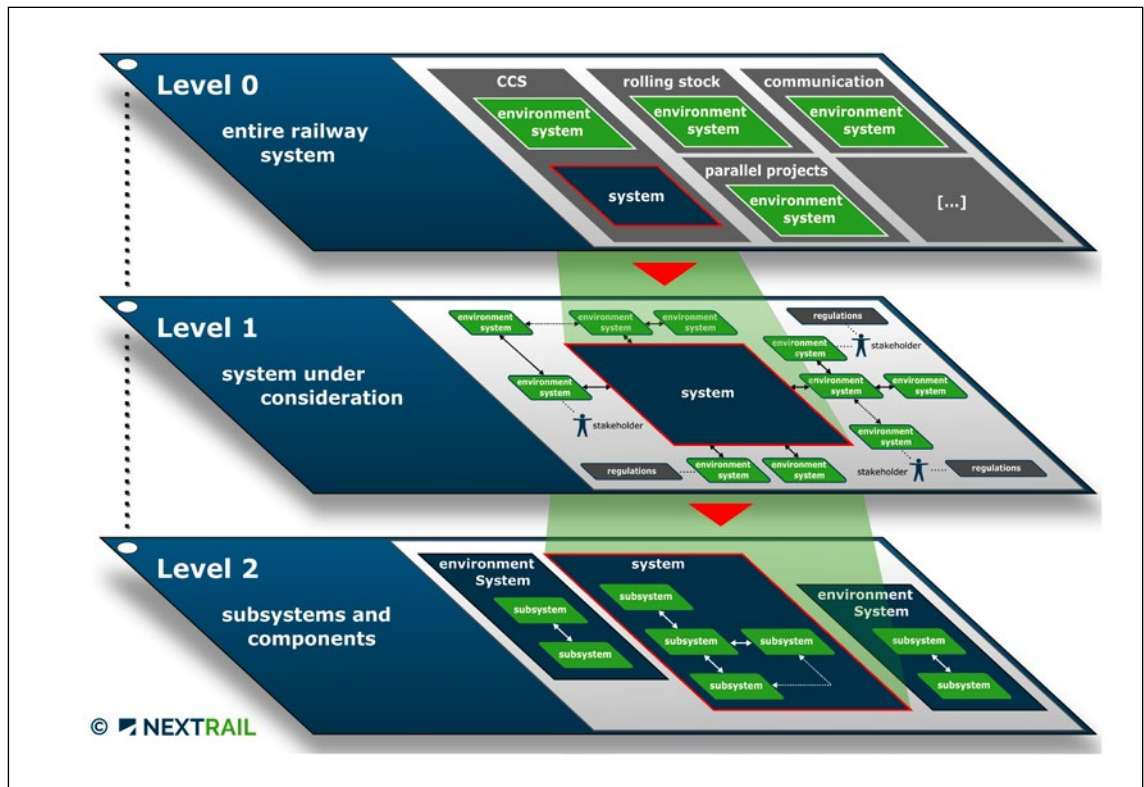 Level 0
entire railway
system
CCS
environment
system
system
rolling stock
environment
system
communication
environment
system
parallel projects
environment
system
[...]
Level 1
system under
consideration
environment
system
environment
system
environment
system
environment
system
stakeholder
system
regulations
stakeholder
environment
system
environment
system
environment
system
environment
system
regulations
environment
system
environment
system
stakeholder
regulations
Level 2
subsystems and
components
environment
System
subsystem
subsystem
system
subsystem
subsystem
subsystem
subsystem
environment
System
subsystem
subsystem
© NEXTRAIL